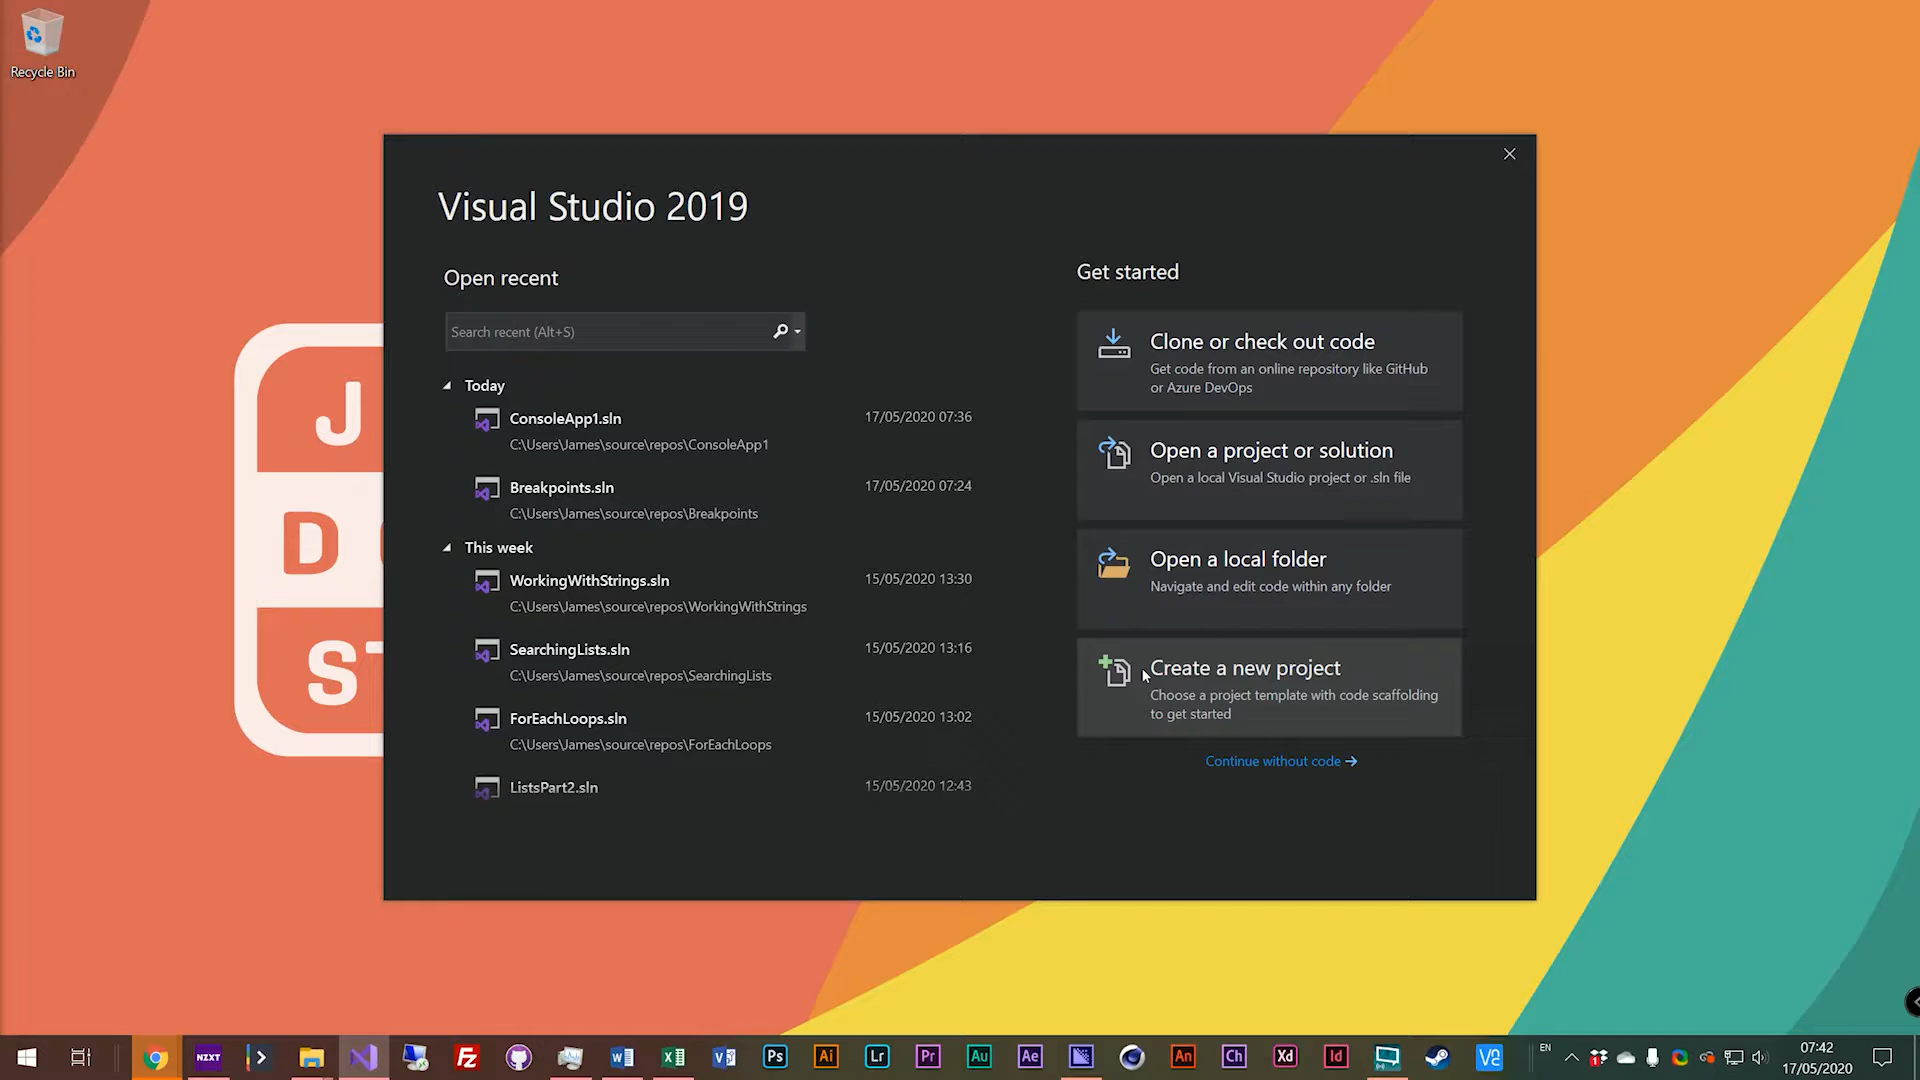 Recycle Bin
J
D
ST
Visual Studio 2019
Open recent
Search recent (Alt+S)
Today
ConsoleApp1.sln
17/05/2020 07:36
C:\Users\James\source\repos\ConsoleApp1
Breakpoints.sln
17/05/2020 07:24
C:\Users\James\source\repos\Breakpoints
This week
WorkingWithStrings.sln
15/05/2020 13:30
C:\Users\James\source\repos\WorkingWithStrings
SearchingLists.sln
15/05/2020 13:16
C:\Users\James\source\repos\SearchingLists
ForEachLoops.sln
15/05/2020 13:02
C:\Users\James\source\repos\ForEachLoops
ListsPart2.sln
15/05/2020 12:43
Get started
Clone or check out code
Get code from an online repository like GitHub
or Azure DevOps
Open a project or solution
Open a local Visual Studio project or .sln file
Open a local folder
Navigate and edit code within any folder
Create a new project
Choose a project template with code scaffolding
to get started
Continue without code
NZXT
Fz
Ps
Ai
Lr
Pr
Au
Ae
An
Ch
Xd
Id
EN
07:42
17/05/2020